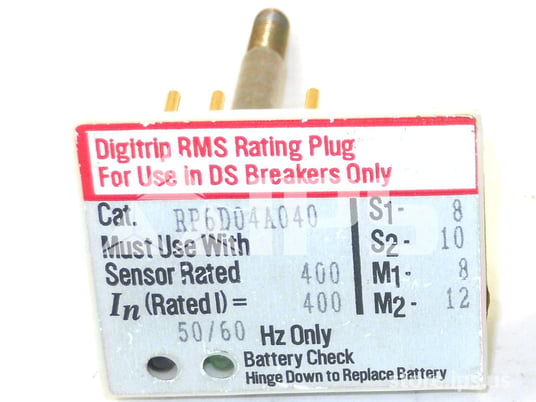 Digitrip RMS Rating Plug
For Use in DS Breakers Only
Cat. RP6D04A040
Must Use With
Sensor Rated 400
In (Rated I) = 400
50/60 Hz Only
S1- 8
S2- 10
M1- 8
M2- 12
Battery Check
Hinge Down to Replace Battery